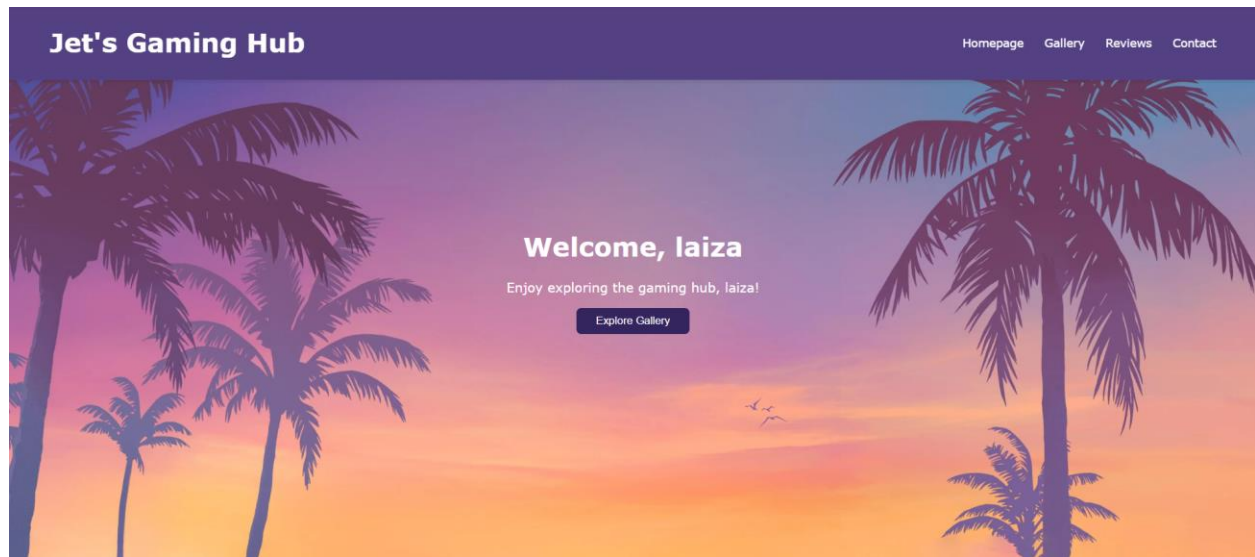 Jet's Gaming Hub
Homepage Gallery Reviews Contact
Welcome, laiza
Enjoy exploring the gaming hub, laiza!
Explore Gallery